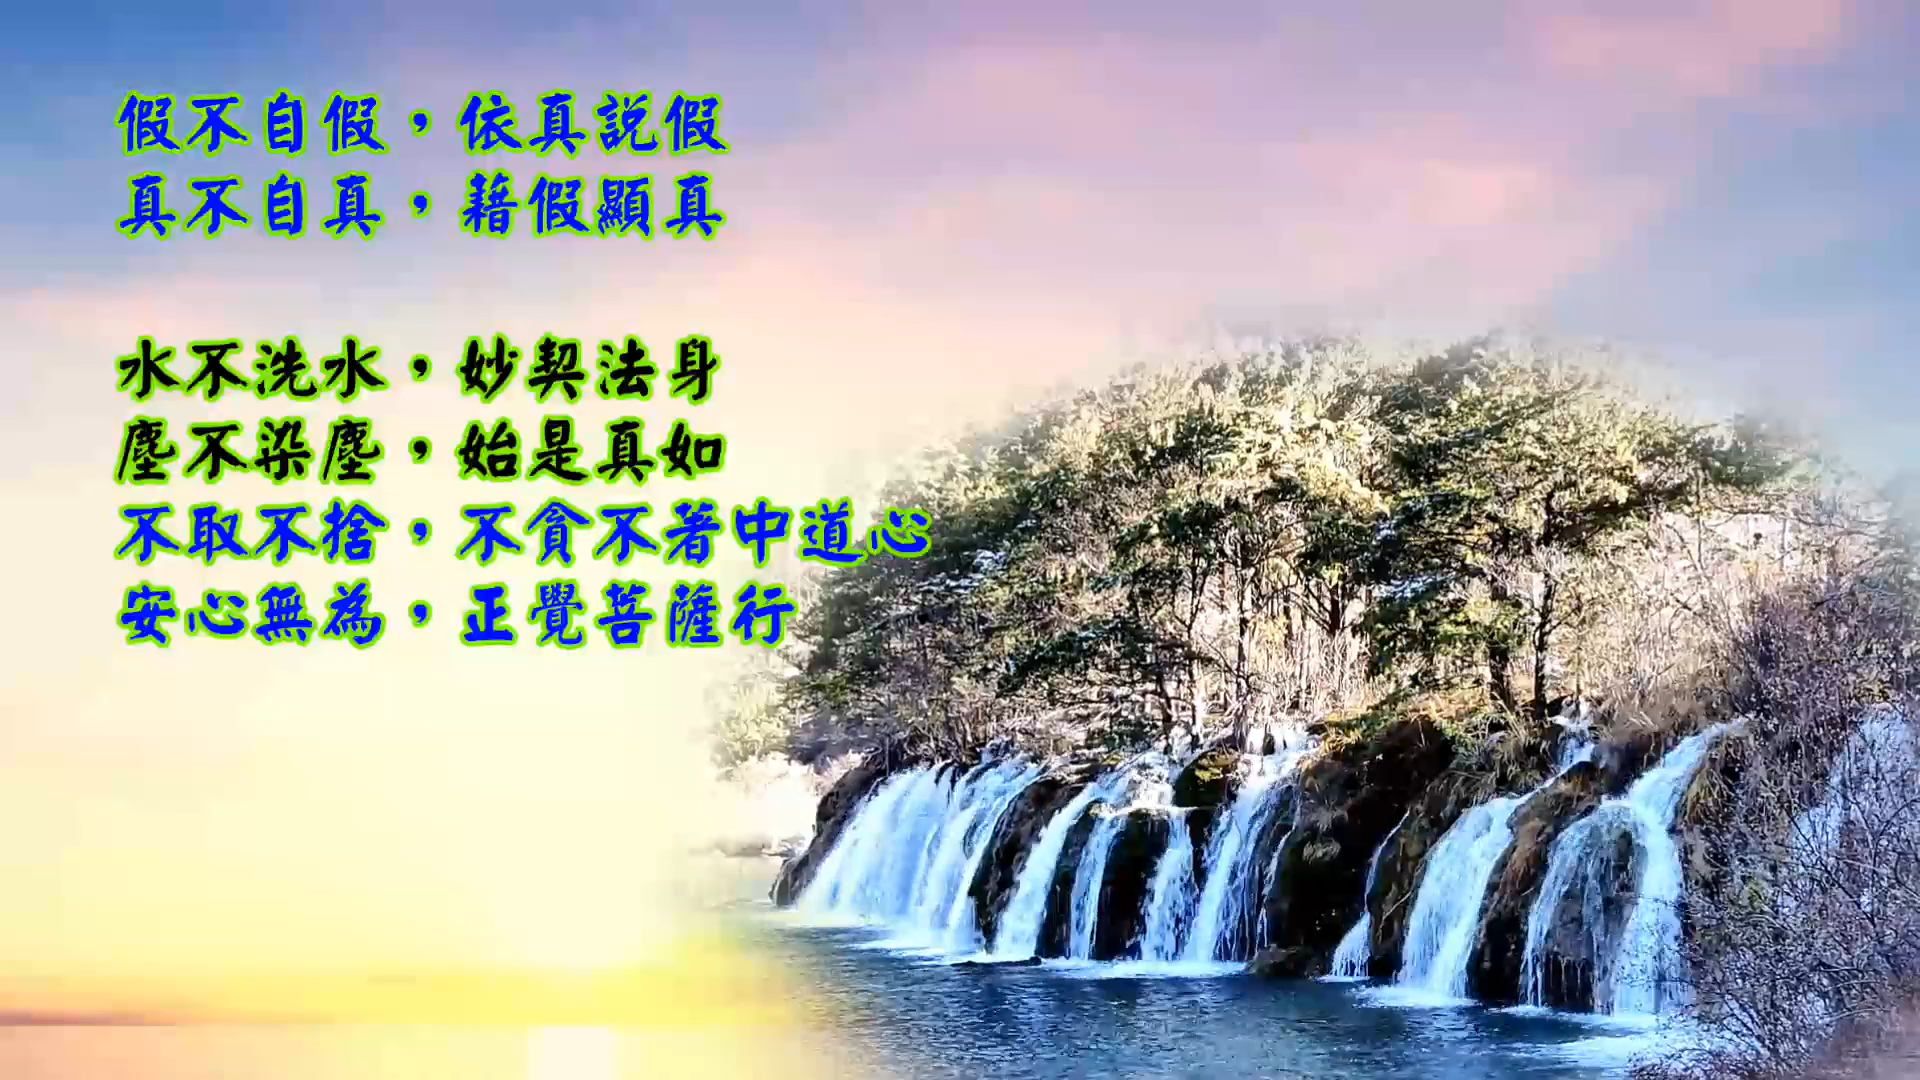 假不自假，依真說假
真不自真，藉假顯真
水不洗水，妙契法身
塵不染塵，始是真如
不取不捨，不貪不著中道心
安心無為，正覺菩薩行